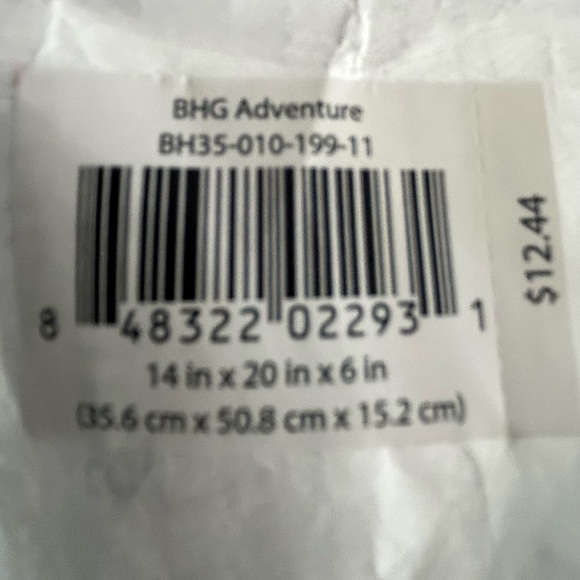 BHG Adventure
BH35-010-199-11
8 48322 02293 1
14 in x 20 in x 6 in
(35.6 cm x 50.8 cm x 15.2 cm)
$12.44